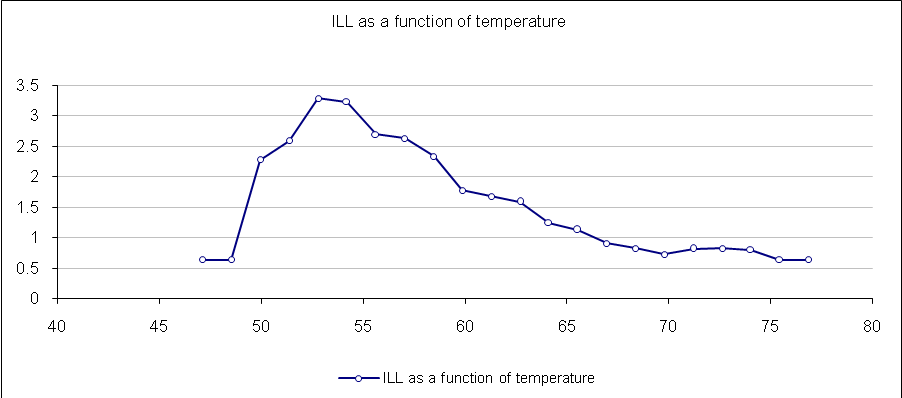 ILL as a function of temperature
3.5
3
2.5
2
1.5
1
0.5
0
40 45 50 55 60 65 70 75 80
ILL as a function of temperature